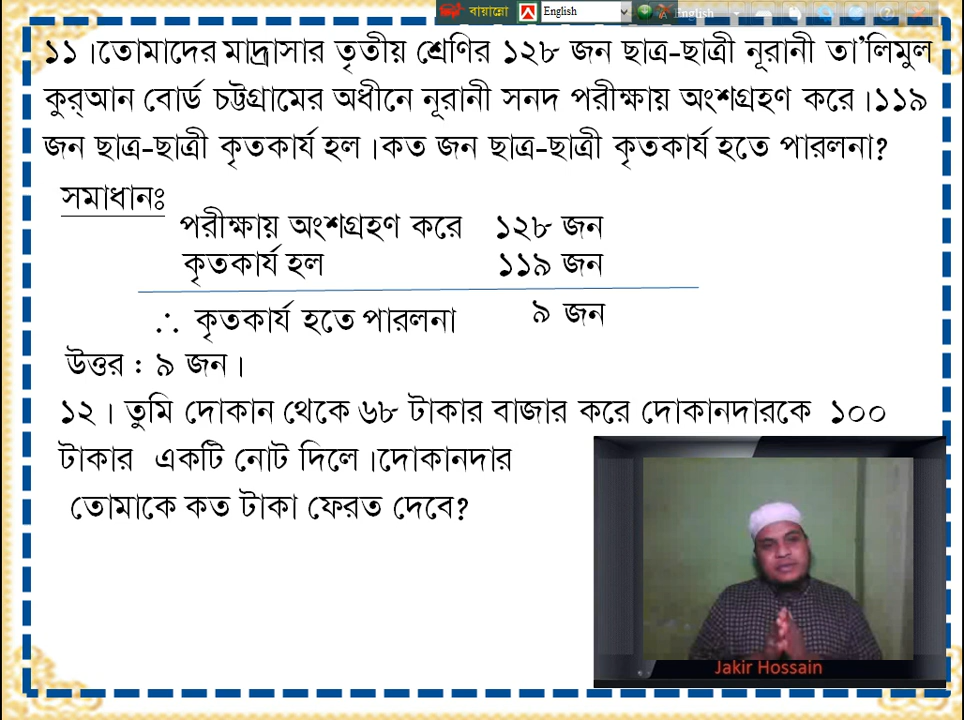 বায়ান্নো English English
১১।তোমাদের মাদ্রাসার তৃতীয় শ্রেণির ১২৮ জন ছাত্র-ছাত্রী নূরানী তা'লিমুল
কুর্আন বোর্ড চট্টগ্রামের অধীনে নূরানী সনদ পরীক্ষায় অংশগ্রহণ করে।১১৯
জন ছাত্র-ছাত্রী কৃতকার্য হল।কত জন ছাত্র-ছাত্রী কৃতকার্য হতে পারলনা?
সমাধানঃ
পরীক্ষায় অংশগ্রহণ করে ১২৮ জন
কৃতকার্য হল ১১৯ জন
∴ কৃতকার্য হতে পারলনা ৯ জন
উত্তর : ৯ জন।
১২। তুমি দোকান থেকে ৬৮ টাকার বাজার করে দোকানদারকে ১০০
টাকার একটি নোট দিলে।দোকানদার
তোমাকে কত টাকা ফেরত দেবে?
Jakir Hossain